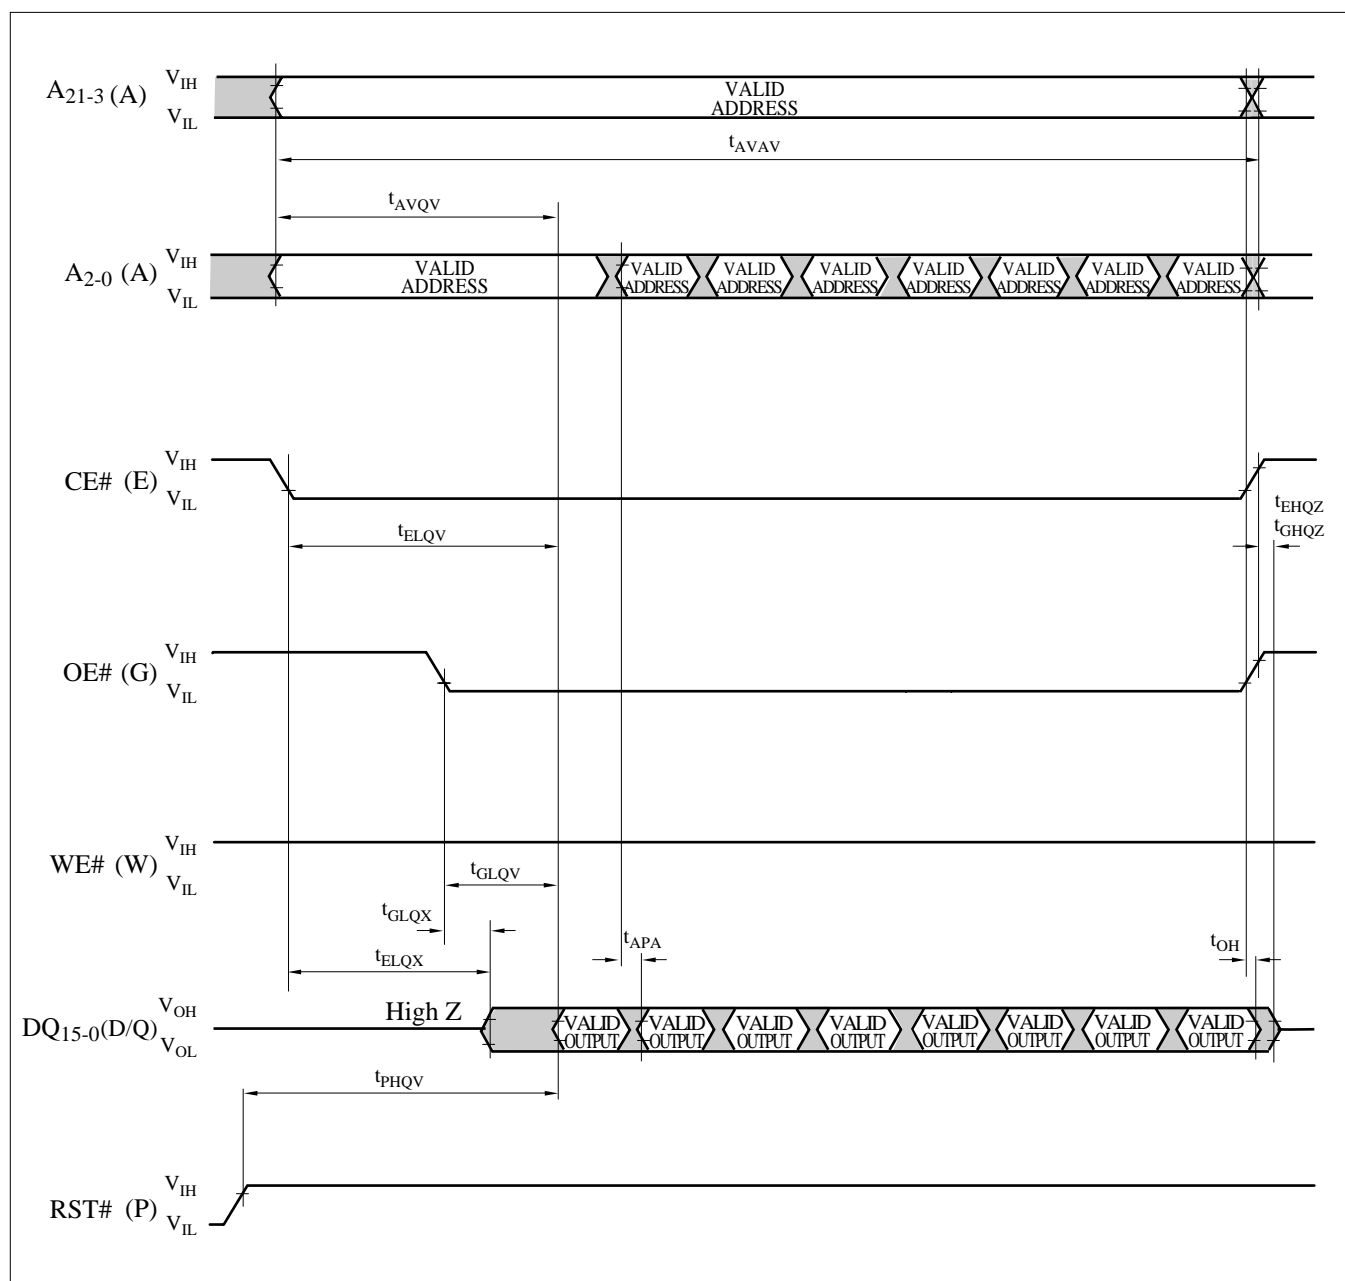 A21-3 (A) VIH VIL VALID ADDRESS
tAVAV
tAVQV
A2-0 (A) VIH VIL VALID ADDRESS VALID ADDRESS VALID ADDRESS VALID ADDRESS VALID ADDRESS VALID ADDRESS VALID ADDRESS VALID ADDRESS
CE# (E) VIH VIL
tEHQZ
tGHQZ
tELQV
OE# (G) VIH VIL
WE# (W) VIH VIL
tGLQV
tGLQX
tAPA
tOH
tELQX
DQ15-0(D/Q) VOH VOL High Z VALID OUTPUT VALID OUTPUT VALID OUTPUT VALID OUTPUT VALID OUTPUT VALID OUTPUT VALID OUTPUT VALID OUTPUT
tPHQV
RST# (P) VIH VIL